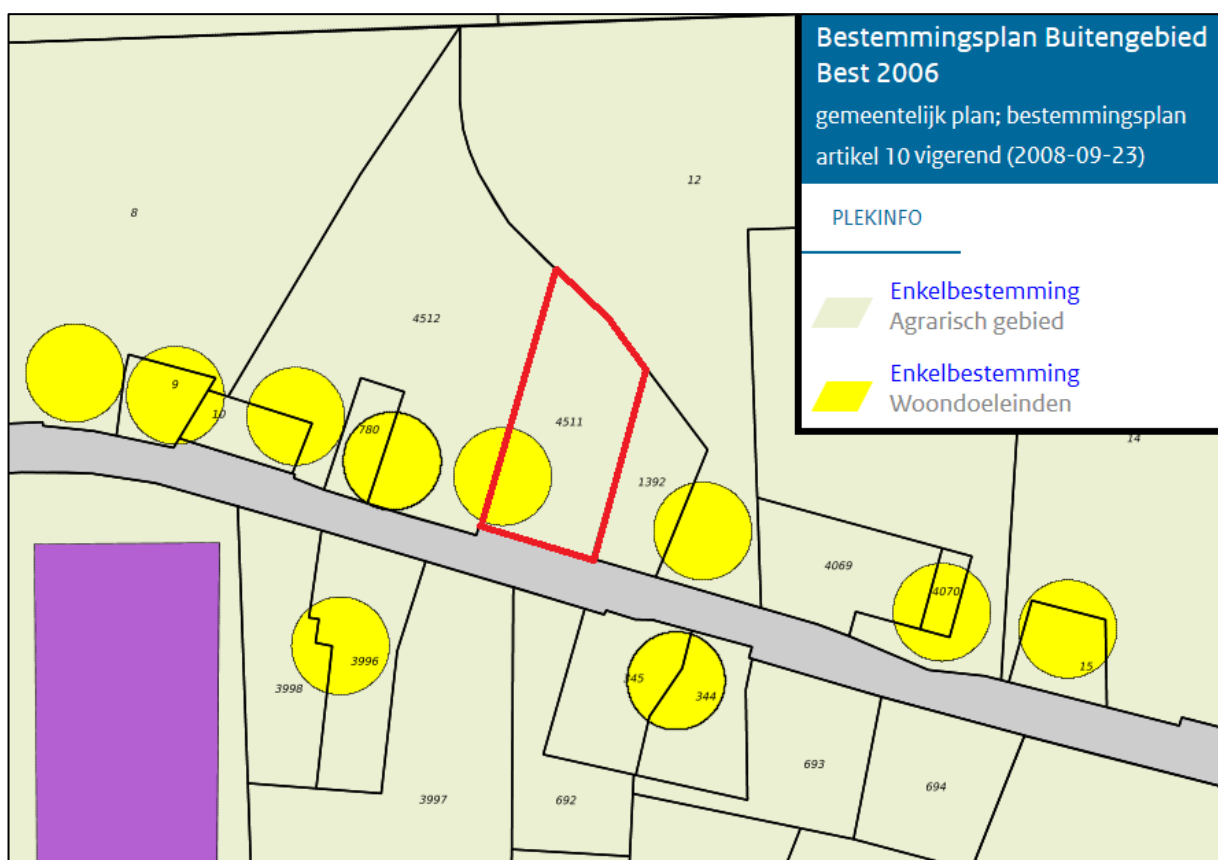 Bestemmingsplan Buitengebied
Best 2006
gemeentelijk plan; bestemmingsplan
artikel 10 vigerend (2008-09-23)
PLEKINFO
Enkelbestemming
Agrarisch gebied
Enkelbestemming
Woondoeleinden
12
8
4512
9
10
780
4511
1392
14
4069
4070
15
3996
3998
345
344
693
694
3997
692